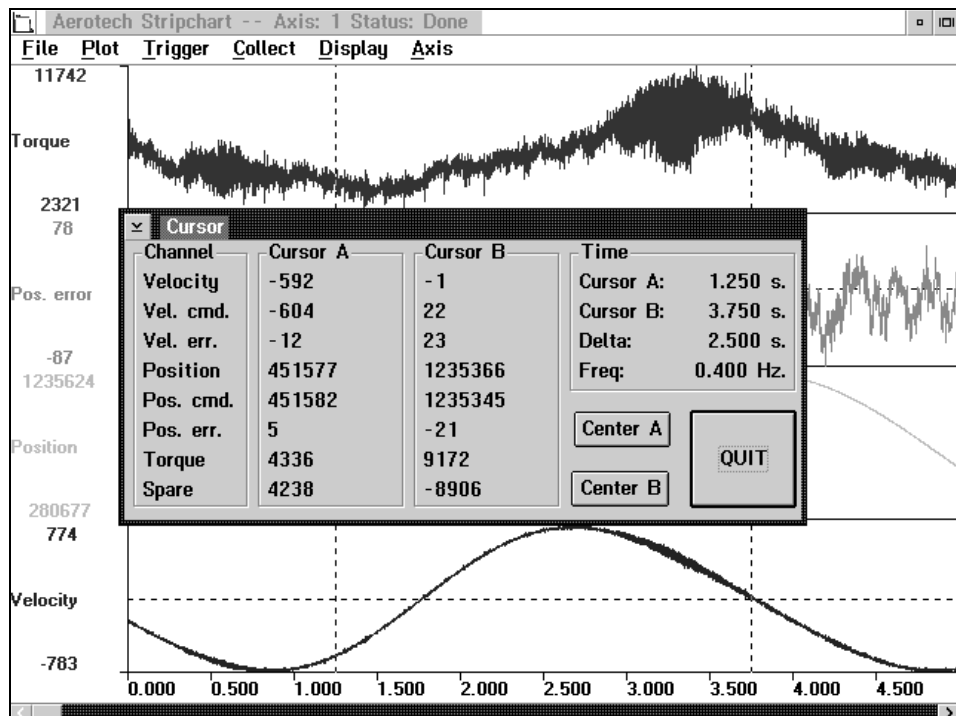 Aerotech Stripchart -- Axis: 1 Status: Done
File Plot Trigger Collect Display Axis
11742
Torque
2321
78
Pos. error
-87
1235624
Position
280677
774
Velocity
-783
Cursor
Channel Cursor A Cursor B
Velocity -592 -1
Vel. cmd. -604 22
Vel. err. -12 23
Position 451577 1235366
Pos. cmd. 451582 1235345
Pos. err. 5 -21
Torque 4336 9172
Spare 4238 -8906
Time
Cursor A: 1.250 s.
Cursor B: 3.750 s.
Delta: 2.500 s.
Freq: 0.400 Hz.
Center A
Center B
QUIT
0.000 0.500 1.000 1.500 2.000 2.500 3.000 3.500 4.000 4.500